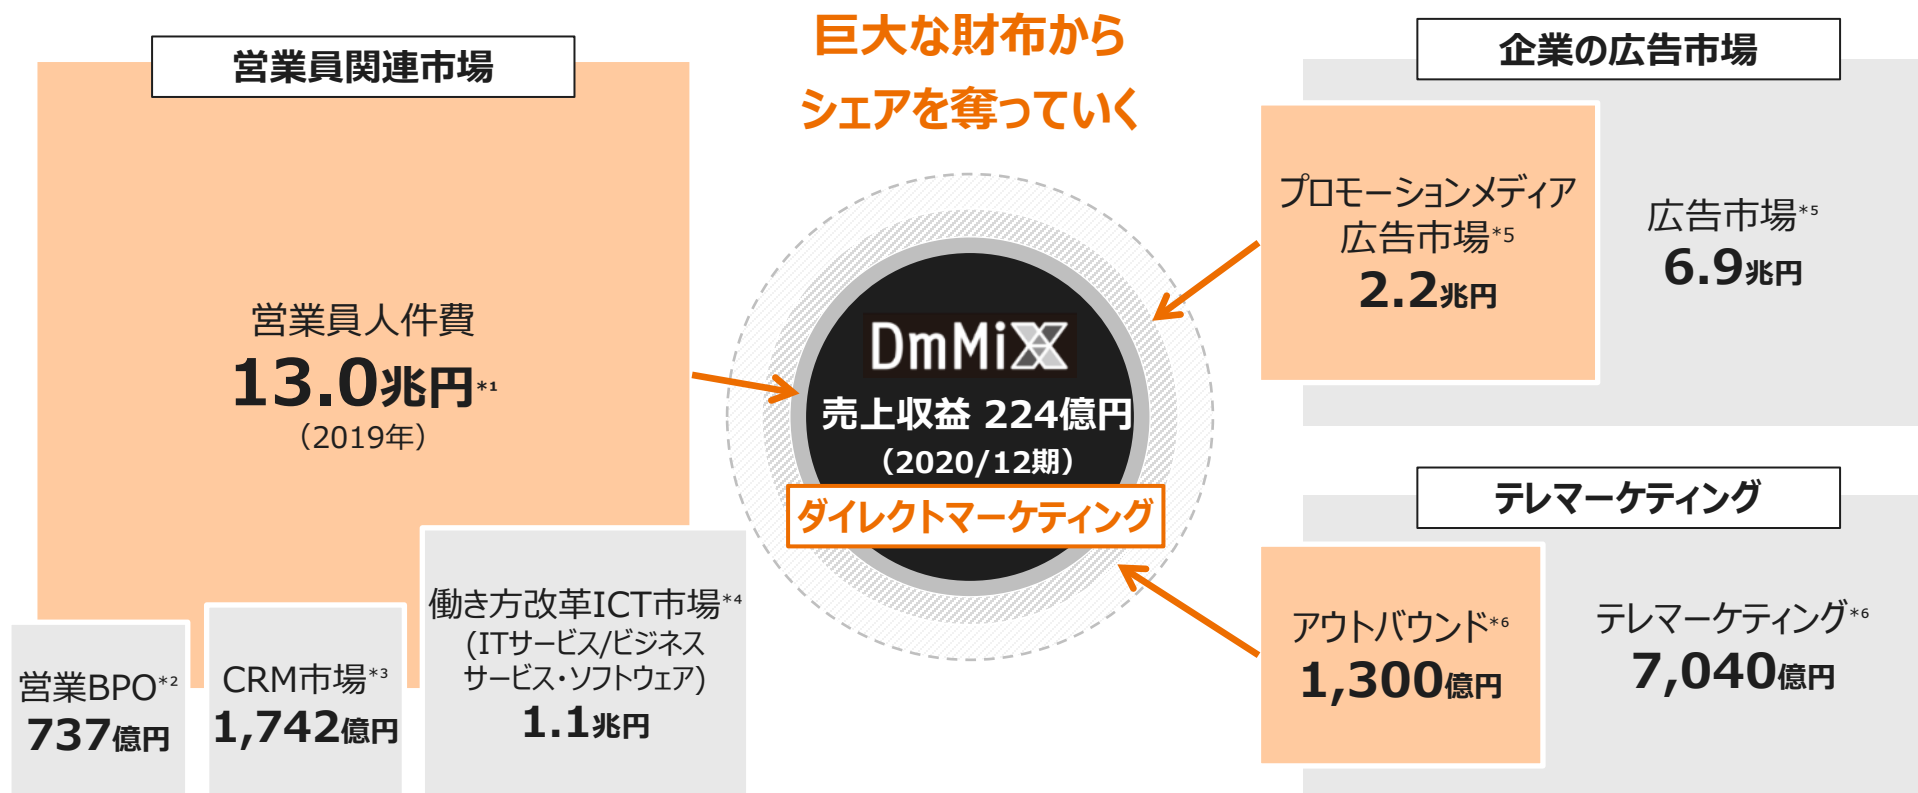 巨大な財布から
シェアを奪っていく
営業員関連市場
営業員人件費
13.0兆円*1
（2019年）
営業BPO*2
737億円
CRM市場*3
1,742億円
働き方改革ICT市場*4
(ITサービス/ビジネス
サービス・ソフトウェア)
1.1兆円
DmMiX
売上収益 224億円
（2020/12期）
ダイレクトマーケティング
企業の広告市場
プロモーションメディア
広告市場*5
2.2兆円
広告市場*5
6.9兆円
テレマーケティング
アウトバウンド*6
1,300億円
テレマーケティング*6
7,040億円